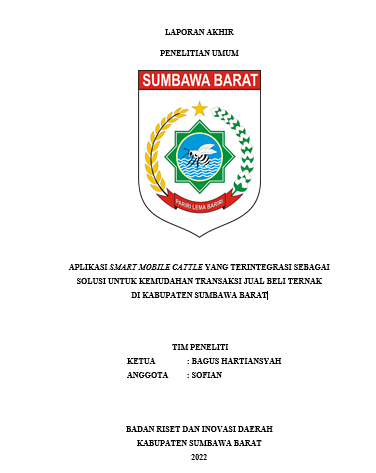 LAPORAN AKHIR
PENELITIAN UMUM
SUMBAWA BARAT
PARIRI LEMA BARIRI
APLIKASI SMART MOBILE CATTLE YANG TERINTEGRASI SEBAGAI
SOLUSI UNTUK KEMUDAHAN TRANSAKSI JUAL BELI TERNAK
DI KABUPATEN SUMBAWA BARAT
TIM PENELITI
KETUA : BAGUS HARTIANSYAH
ANGGOTA : SOFIAN
BADAN RISET DAN INOVASI DAERAH
KABUPATEN SUMBAWA BARAT
2022